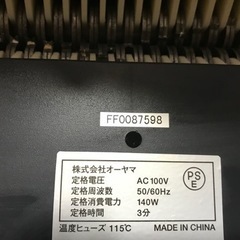 FF0087598
株式会社オーヤマ
定格電圧 AC100V
定格周波数 50/60Hz
定格消費電力 140W
定格時間 3分
PS
E
温度ヒューズ 115℃ MADE IN CHINA